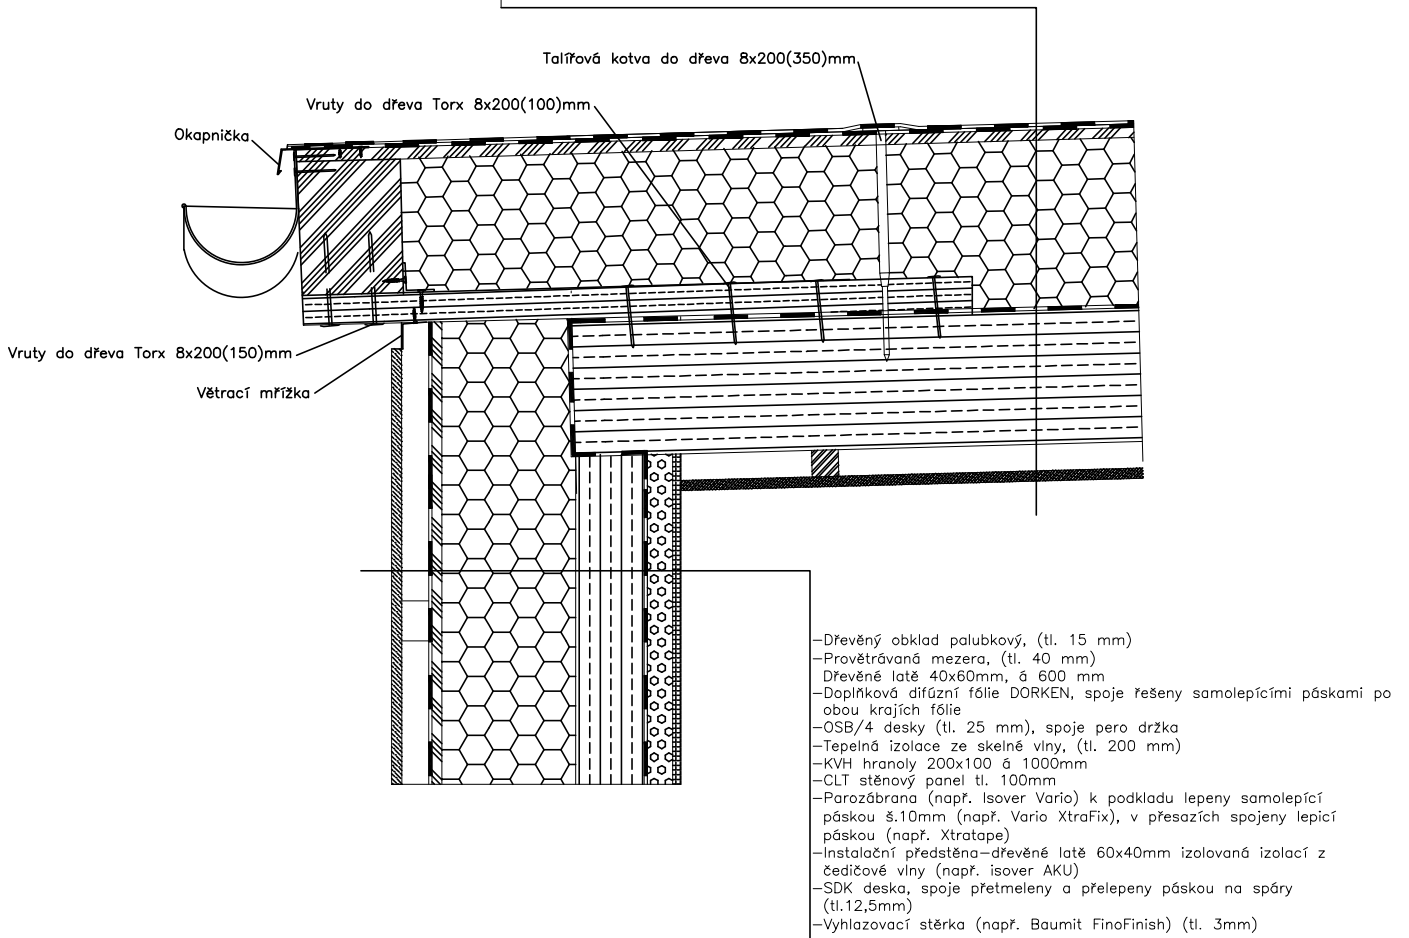 Talířová kotva do dřeva 8x200(350)mm
Vruty do dřeva Torx 8x200(100)mm
Okapnička
Vruty do dřeva Torx 8x200(150)mm
Větrací mřížka
-Dřevěný obklad palubkový, (tl. 15 mm)
-Provětrávaná mezera, (tl. 40 mm)
Dřevěné latě 40x60mm, á 600 mm
-Doplňková difúzní fólie DORKEN, spoje řešeny samolepícími páskami po
obou krajích fólie
-OSB/4 desky (tl. 25 mm), spoje pero držka
-Tepelná izolace ze skelné vlny, (tl. 200 mm)
-KVH hranoly 200x100 á 1000mm
-CLT stěnový panel tl. 100mm
-Parozábrana (např. Isover Vario) k podkladu lepeny samolepící
páskou š.10mm (např. Vario XtraFix), v přesazích spojeny lepicí
páskou (např. Xtratape)
-Instalační předstěna-dřevěné latě 60x40mm izolovaná izolací z
čedičové vlny (např. isover AKU)
-SDK deska, spoje přetmeleny a přelepeny páskou na spáry
(tl.12,5mm)
-Vyhlazovací stěrka (např. Baumit FinoFinish) (tl. 3mm)